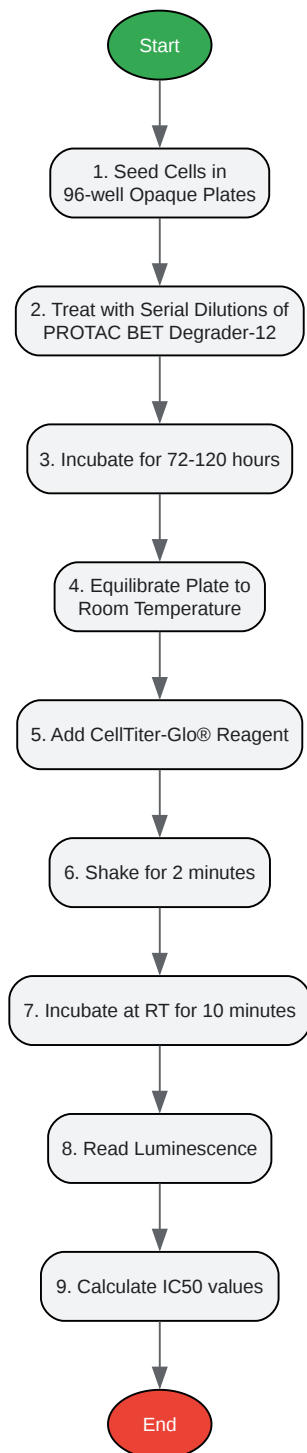 Start
1. Seed Cells in
96-well Opaque Plates
2. Treat with Serial Dilutions of
PROTAC BET Degrader-12
3. Incubate for 72-120 hours
4. Equilibrate Plate to
Room Temperature
5. Add CellTiter-Glo® Reagent
6. Shake for 2 minutes
7. Incubate at RT for 10 minutes
8. Read Luminescence
9. Calculate IC50 values
End